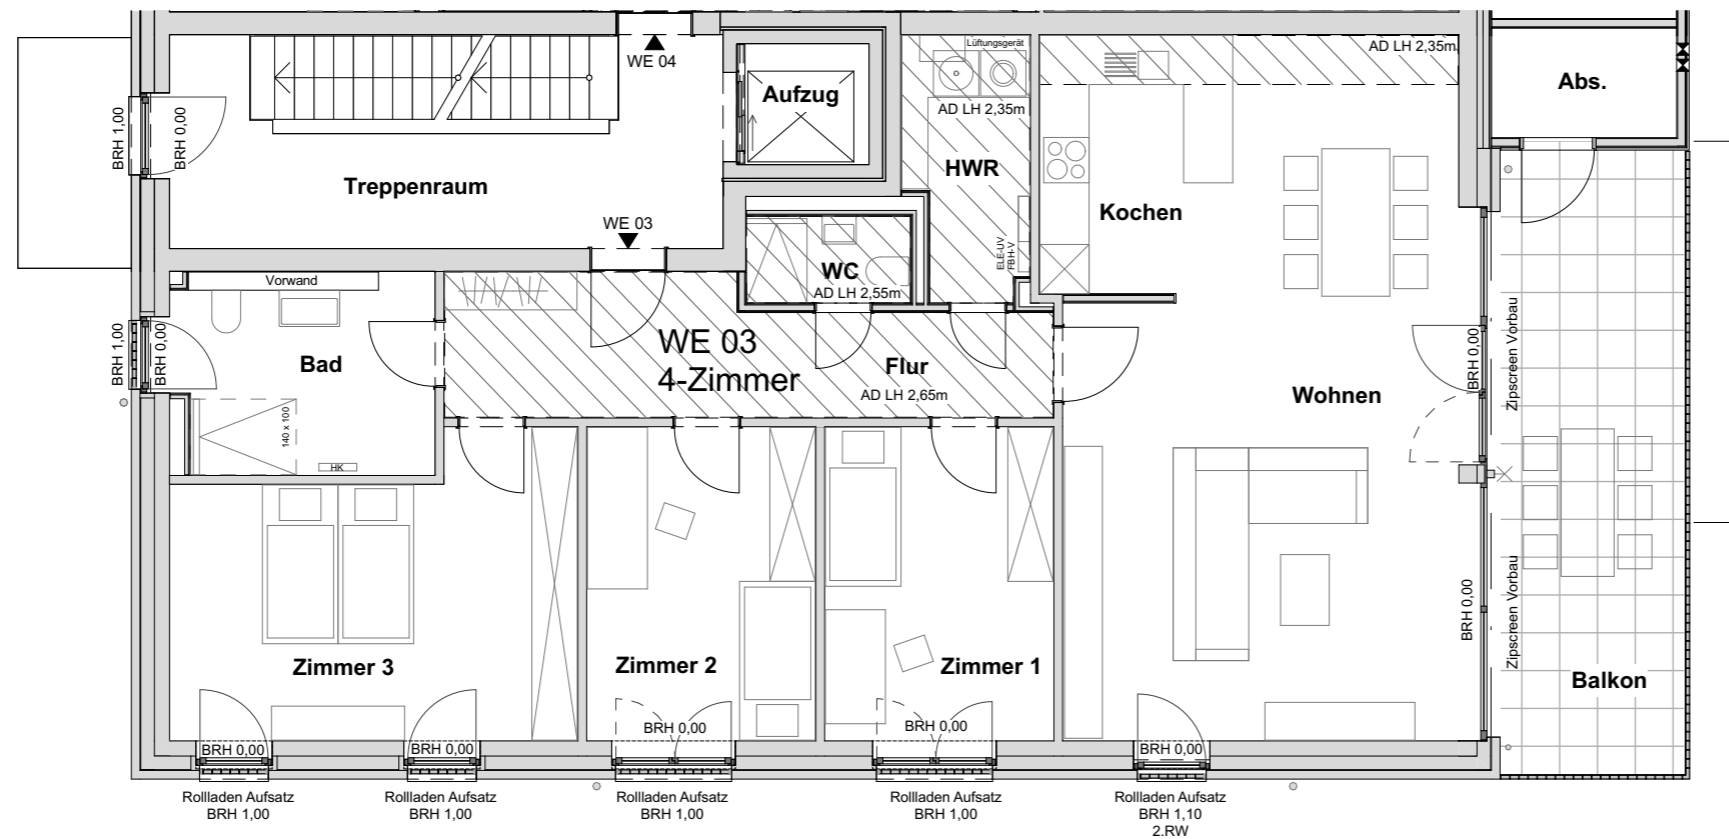 Lüftungsgerät
AD LH 2,35m
WE 04
Aufzug
Abs.
AD LH 2,35m
BRH 1,00
BRH 0,00
Treppenraum
HWR
Kochen
WE 03
ELE-UV
FBH-V
WC
AD LH 2,55m
Vorwand
BRH 1,00
BRH 0,00
Bad
WE 03
4-Zimmer
Flur
AD LH 2,65m
Wohnen
BRH 0,00
Zipscreen Vorbau
140 x 100
HK
BRH 0,00
Zipscreen Vorbau
Zimmer 3
Zimmer 2
Zimmer 1
Balkon
BRH 0,00
BRH 0,00
BRH 0,00
BRH 0,00
BRH 0,00
Rollladen Aufsatz
BRH 1,00
Rollladen Aufsatz
BRH 1,00
Rollladen Aufsatz
BRH 1,00
Rollladen Aufsatz
BRH 1,00
Rollladen Aufsatz
BRH 1,10
2.RW